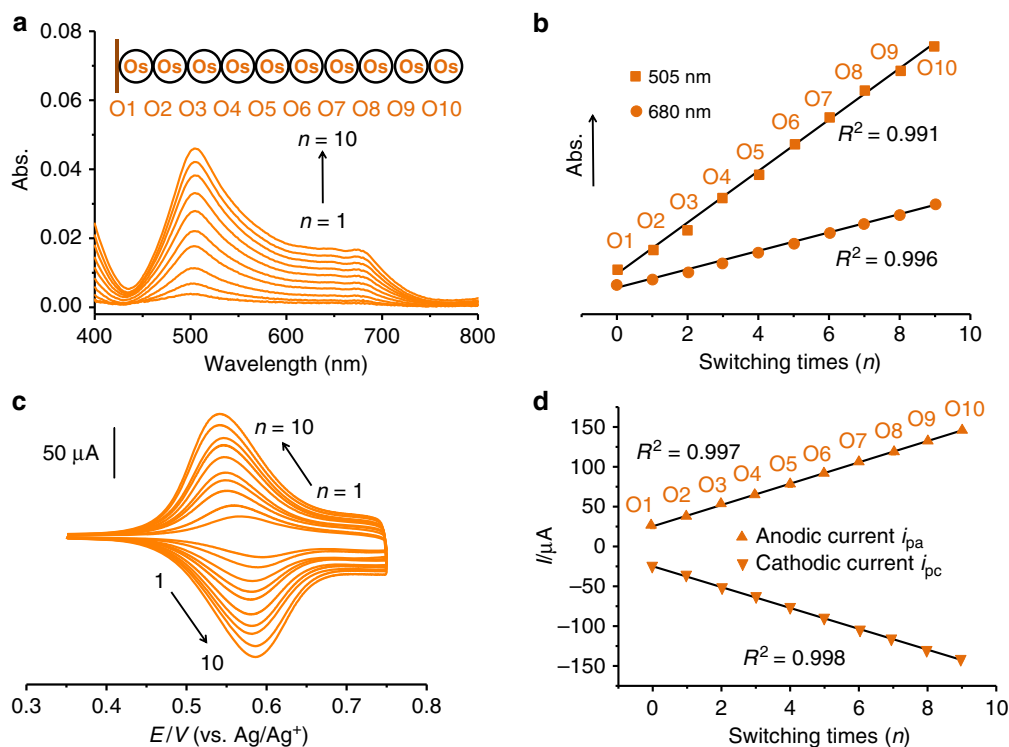 a
0.08
0.06
0.04
0.02
0.00
Abs.
Os Os Os Os Os Os Os Os Os Os
O1 O2 O3 O4 O5 O6 O7 O8 O9 O10
n = 10
n = 1
400 500 600 700 800
Wavelength (nm)
b
Abs.
505 nm
680 nm
O1
O2
O3
O4
O5
O6
O7
O8
O9
O10
R² = 0.991
R² = 0.996
0 2 4 6 8 10
Switching times (n)
c
50 µA
n = 10
n = 1
1
10
0.3 0.4 0.5 0.6 0.7 0.8
E/V (vs. Ag/Ag⁺)
d
150
100
50
0
−50
−100
−150
I/µA
O1 O2 O3 O4 O5 O6 O7 O8 O9 O10
R² = 0.997
Anodic current ipa
Cathodic current ipc
R² = 0.998
0 2 4 6 8 10
Switching times (n)